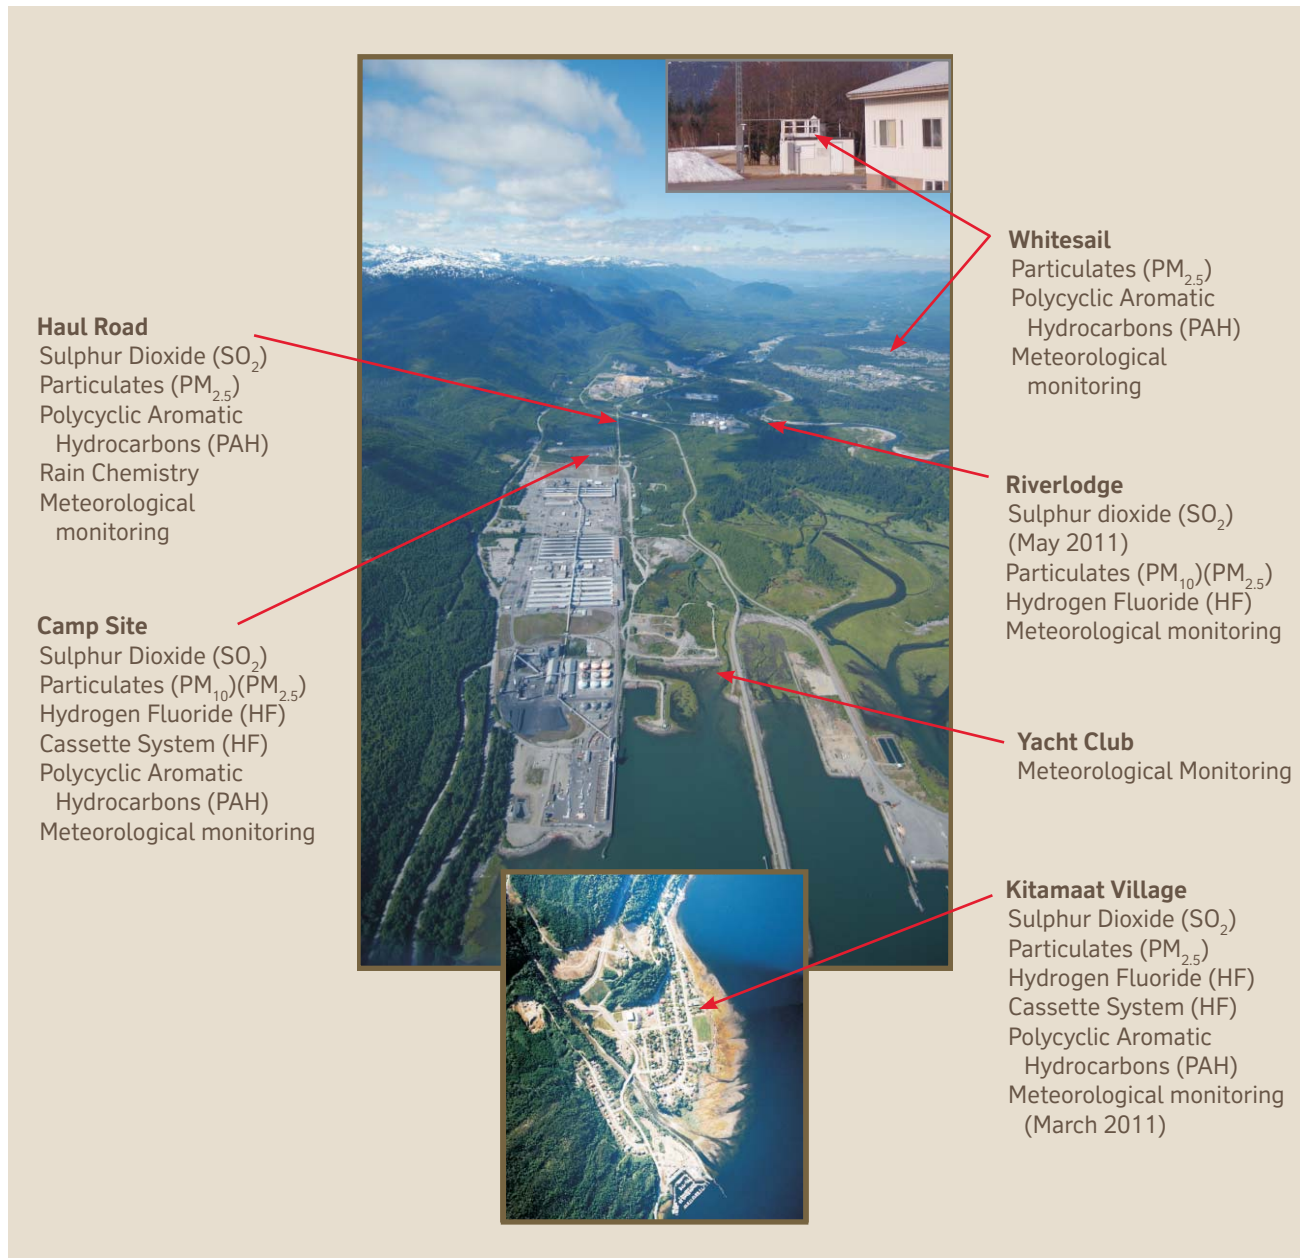 Haul Road
Sulphur Dioxide (SO₂)
Particulates (PM₂.₅)
Polycyclic Aromatic
Hydrocarbons (PAH)
Rain Chemistry
Meteorological
monitoring
Camp Site
Sulphur Dioxide (SO₂)
Particulates (PM₁₀)(PM₂.₅)
Hydrogen Fluoride (HF)
Cassette System (HF)
Polycyclic Aromatic
Hydrocarbons (PAH)
Meteorological monitoring
Whitesail
Particulates (PM₂.₅)
Polycyclic Aromatic
Hydrocarbons (PAH)
Meteorological
monitoring
Riverlodge
Sulphur dioxide (SO₂)
(May 2011)
Particulates (PM₁₀)(PM₂.₅)
Hydrogen Fluoride (HF)
Meteorological monitoring
Yacht Club
Meteorological Monitoring
Kitamaat Village
Sulphur Dioxide (SO₂)
Particulates (PM₂.₅)
Hydrogen Fluoride (HF)
Cassette System (HF)
Polycyclic Aromatic
Hydrocarbons (PAH)
Meteorological monitoring
(March 2011)